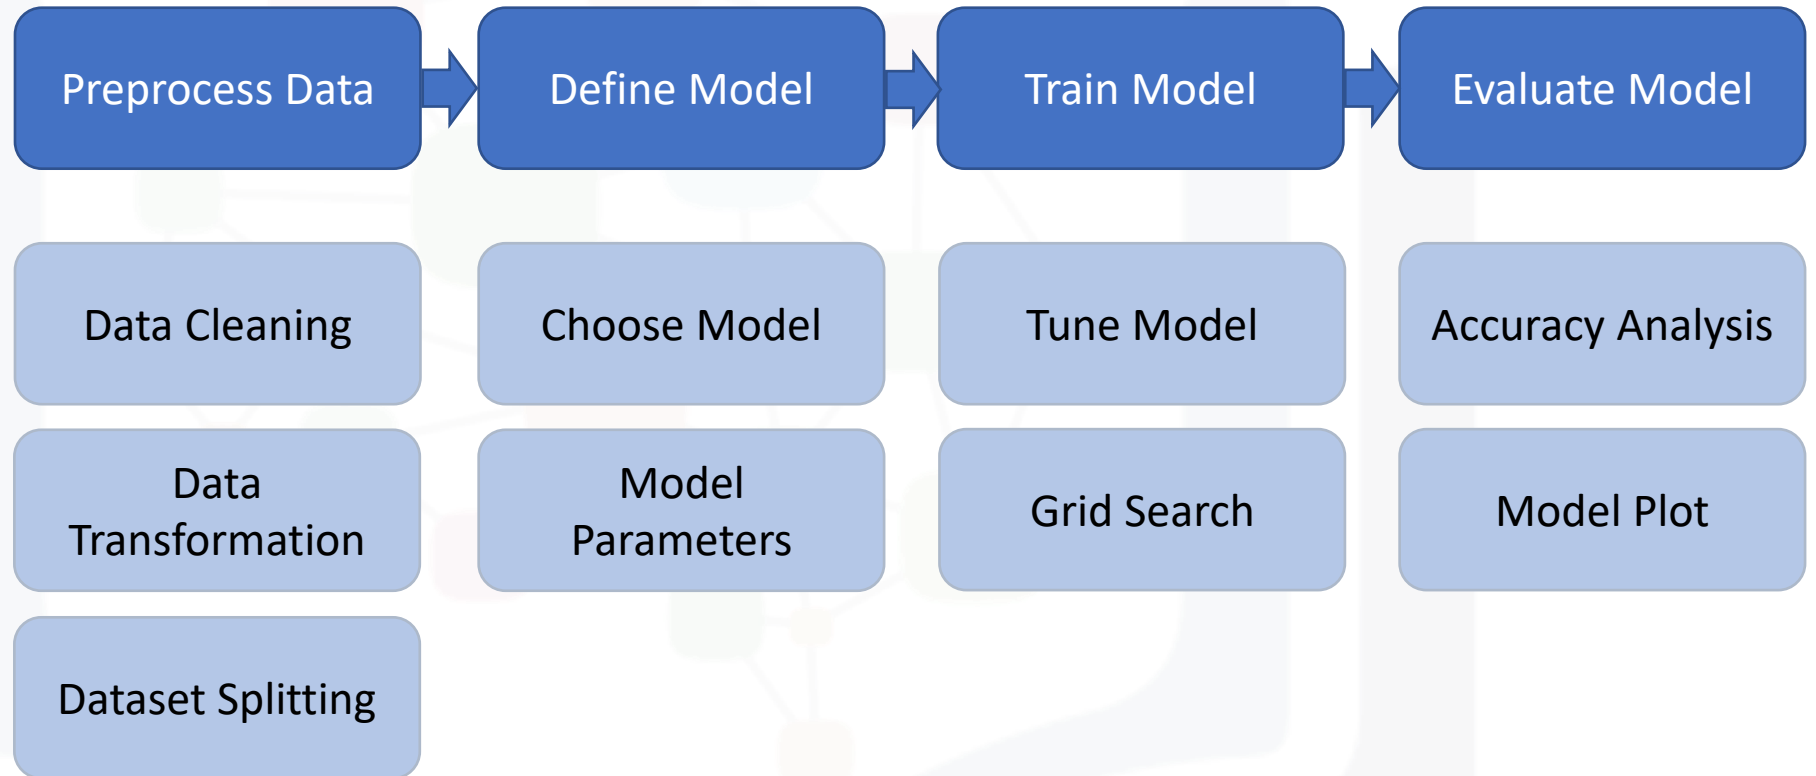 Preprocess Data
Define Model
Train Model
Evaluate Model
Data Cleaning
Choose Model
Tune Model
Accuracy Analysis
Data
Transformation
Model
Parameters
Grid Search
Model Plot
Dataset Splitting